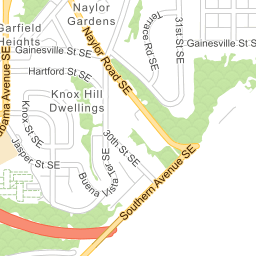 Naylor
Gardens
Garfield
Heights
Terrace Rd SE
31st St SE
Gainesville St SE
Gainesville St S
Naylor Road SE
Hartford St SE
abama Avenue SE
Knox Hill
Dwellings
Knox St SE
Jasper St SE
30th St SE
Buena Vista
Ter SE
Southern Avenue SE